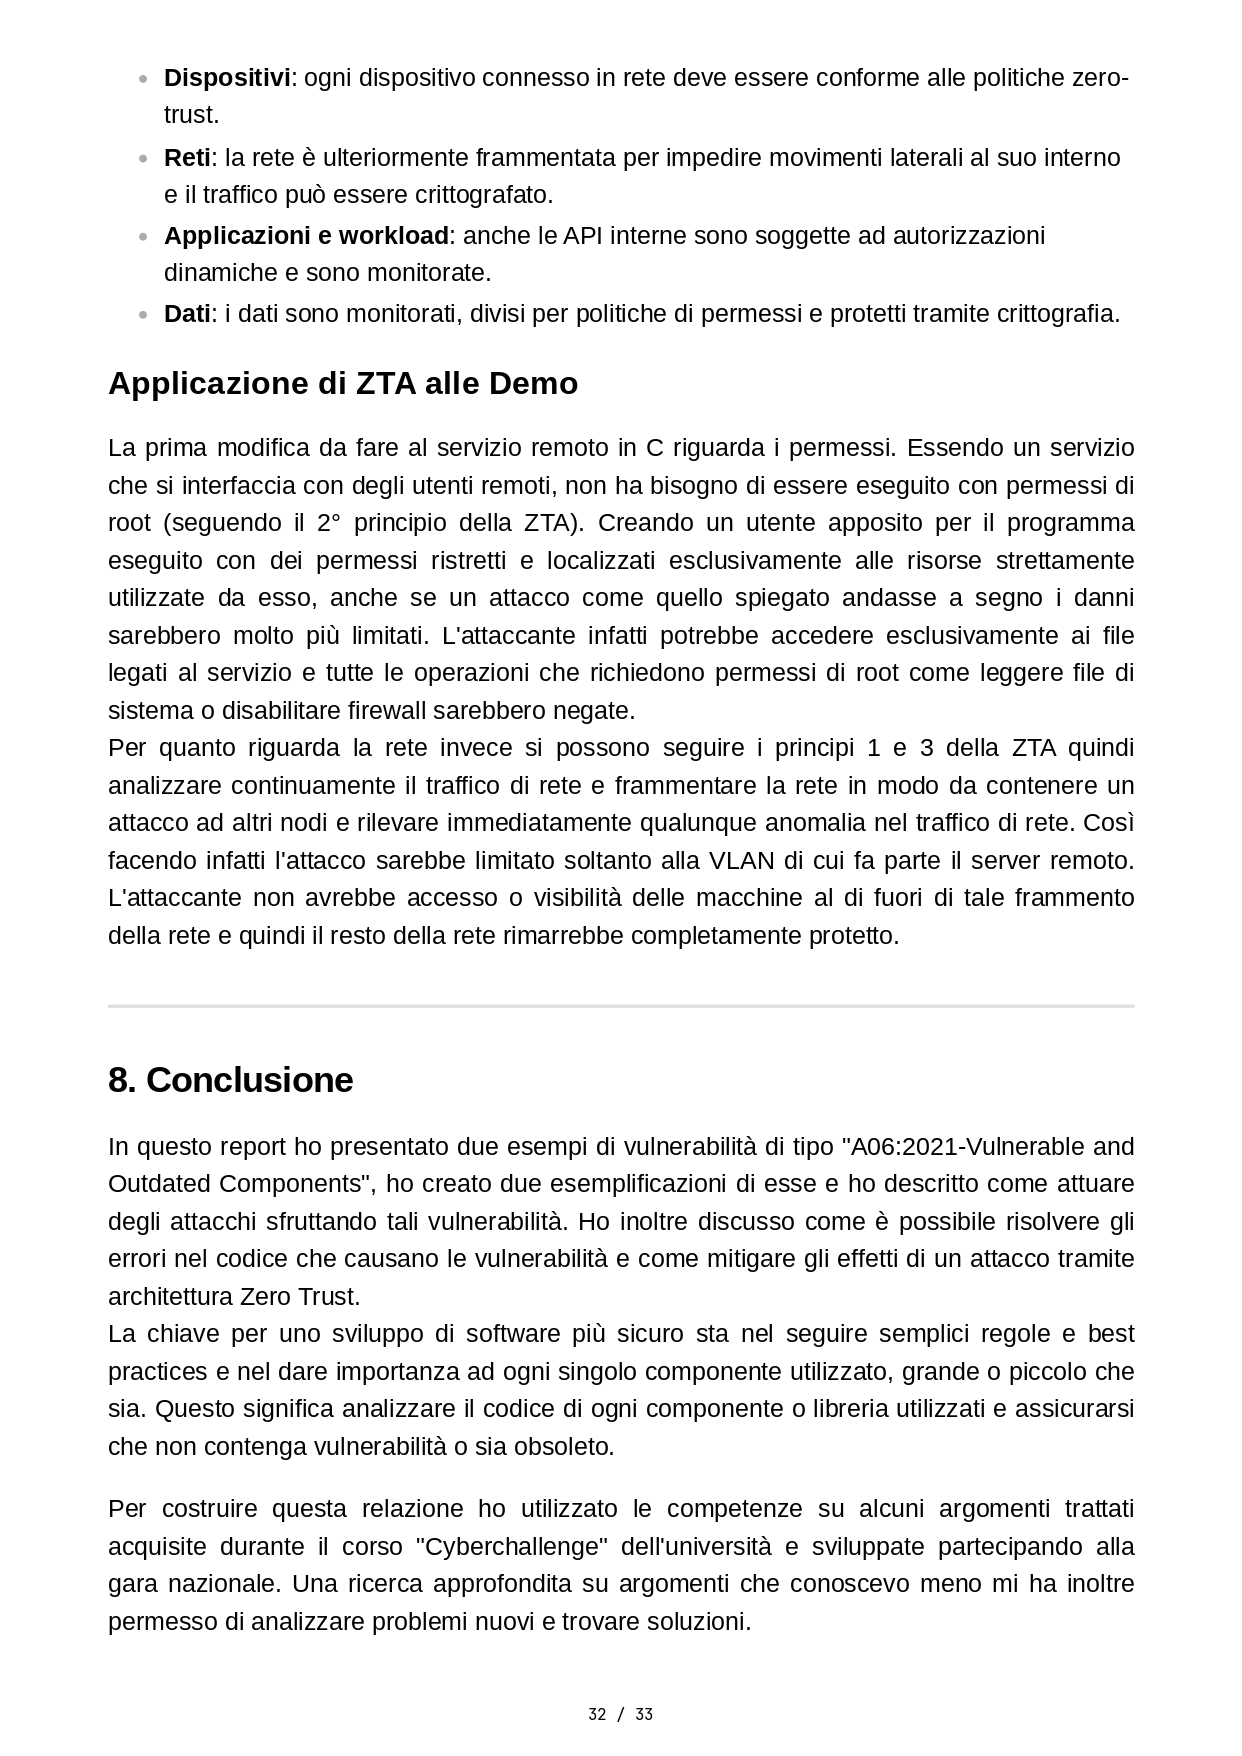 Dispositivi: ogni dispositivo connesso in rete deve essere conforme alle politiche zero-
trust.
Reti: la rete è ulteriormente frammentata per impedire movimenti laterali al suo interno
e il traffico può essere crittografato.
Applicazioni e workload: anche le API interne sono soggette ad autorizzazioni
dinamiche e sono monitorate.
Dati: i dati sono monitorati, divisi per politiche di permessi e protetti tramite crittografia.
Applicazione di ZTA alle Demo
La prima modifica da fare al servizio remoto in C riguarda i permessi. Essendo un servizio
che si interfaccia con degli utenti remoti, non ha bisogno di essere eseguito con permessi di
root (seguendo il 2° principio della ZTA). Creando un utente apposito per il programma
eseguito con dei permessi ristretti e localizzati esclusivamente alle risorse strettamente
utilizzate da esso, anche se un attacco come quello spiegato andasse a segno i danni
sarebbero molto più limitati. L'attaccante infatti potrebbe accedere esclusivamente ai file
legati al servizio e tutte le operazioni che richiedono permessi di root come leggere file di
sistema o disabilitare firewall sarebbero negate.
Per quanto riguarda la rete invece si possono seguire i principi 1 e 3 della ZTA quindi
analizzare continuamente il traffico di rete e frammentare la rete in modo da contenere un
attacco ad altri nodi e rilevare immediatamente qualunque anomalia nel traffico di rete. Così
facendo infatti l'attacco sarebbe limitato soltanto alla VLAN di cui fa parte il server remoto.
L'attaccante non avrebbe accesso o visibilità delle macchine al di fuori di tale frammento
della rete e quindi il resto della rete rimarrebbe completamente protetto.
8. Conclusione
In questo report ho presentato due esempi di vulnerabilità di tipo "A06:2021-Vulnerable and
Outdated Components", ho creato due esemplificazioni di esse e ho descritto come attuare
degli attacchi sfruttando tali vulnerabilità. Ho inoltre discusso come è possibile risolvere gli
errori nel codice che causano le vulnerabilità e come mitigare gli effetti di un attacco tramite
architettura Zero Trust.
La chiave per uno sviluppo di software più sicuro sta nel seguire semplici regole e best
practices e nel dare importanza ad ogni singolo componente utilizzato, grande o piccolo che
sia. Questo significa analizzare il codice di ogni componente o libreria utilizzati e assicurarsi
che non contenga vulnerabilità o sia obsoleto.
Per costruire questa relazione ho utilizzato le competenze su alcuni argomenti trattati
acquisite durante il corso "Cyberchallenge" dell'università e sviluppate partecipando alla
gara nazionale. Una ricerca approfondita su argomenti che conoscevo meno mi ha inoltre
permesso di analizzare problemi nuovi e trovare soluzioni.
32 / 33